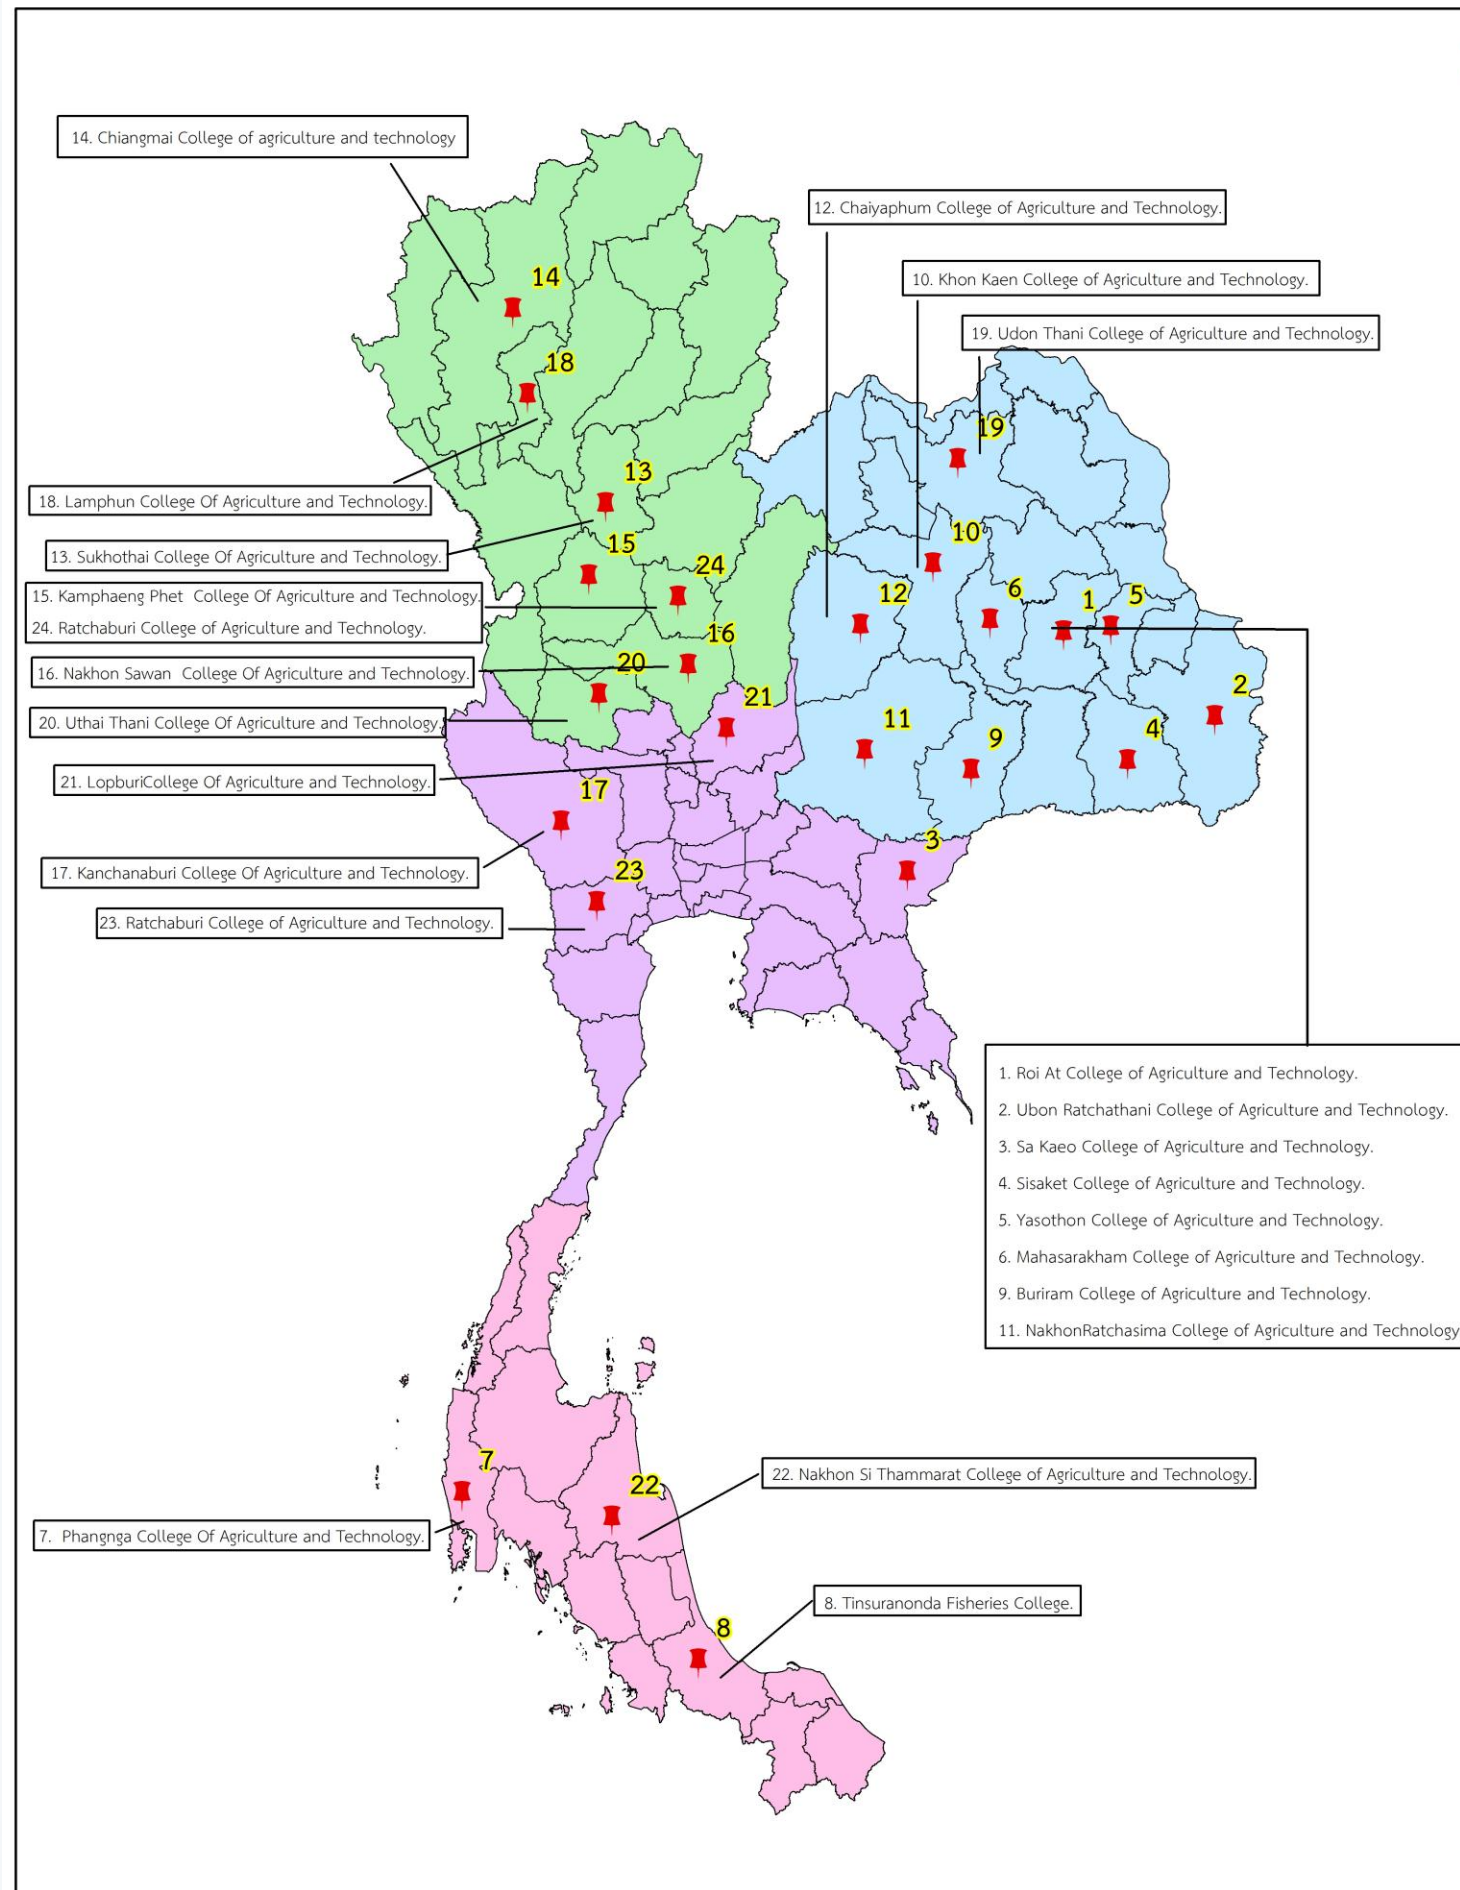 14. Chiangmai College of agriculture and technology
12. Chaiyaphum College of Agriculture and Technology.
10. Khon Kaen College of Agriculture and Technology.
19. Udon Thani College of Agriculture and Technology.
14
18
19
13
18. Lamphun College Of Agriculture and Technology.
10
13. Sukhothai College Of Agriculture and Technology.
15
24
12
6
1
5
15. Kamphaeng Phet  College Of Agriculture and Technology.
24. Ratchaburi College of Agriculture and Technology.
16
20
16. Nakhon Sawan  College Of Agriculture and Technology.
2
21
20. Uthai Thani College Of Agriculture and Technology
11
9
4
21. LopburiCollege Of Agriculture and Technology.
17
3
17. Kanchanaburi College Of Agriculture and Technology.
23
23. Ratchaburi College of Agriculture and Technology.
1. Roi At College of Agriculture and Technology.
2. Ubon Ratchathani College of Agriculture and Technology.
3. Sa Kaeo College of Agriculture and Technology.
4. Sisaket College of Agriculture and Technology.
5. Yasothon College of Agriculture and Technology.
6. Mahasarakham College of Agriculture and Technology.
9. Buriram College of Agriculture and Technology.
11. NakhonRatchasima College of Agriculture and Technology
7
22
22. Nakhon Si Thammarat College of Agriculture and Technology.
7.  Phangnga College Of Agriculture and Technology.
8. Tinsuranonda Fisheries College.
8